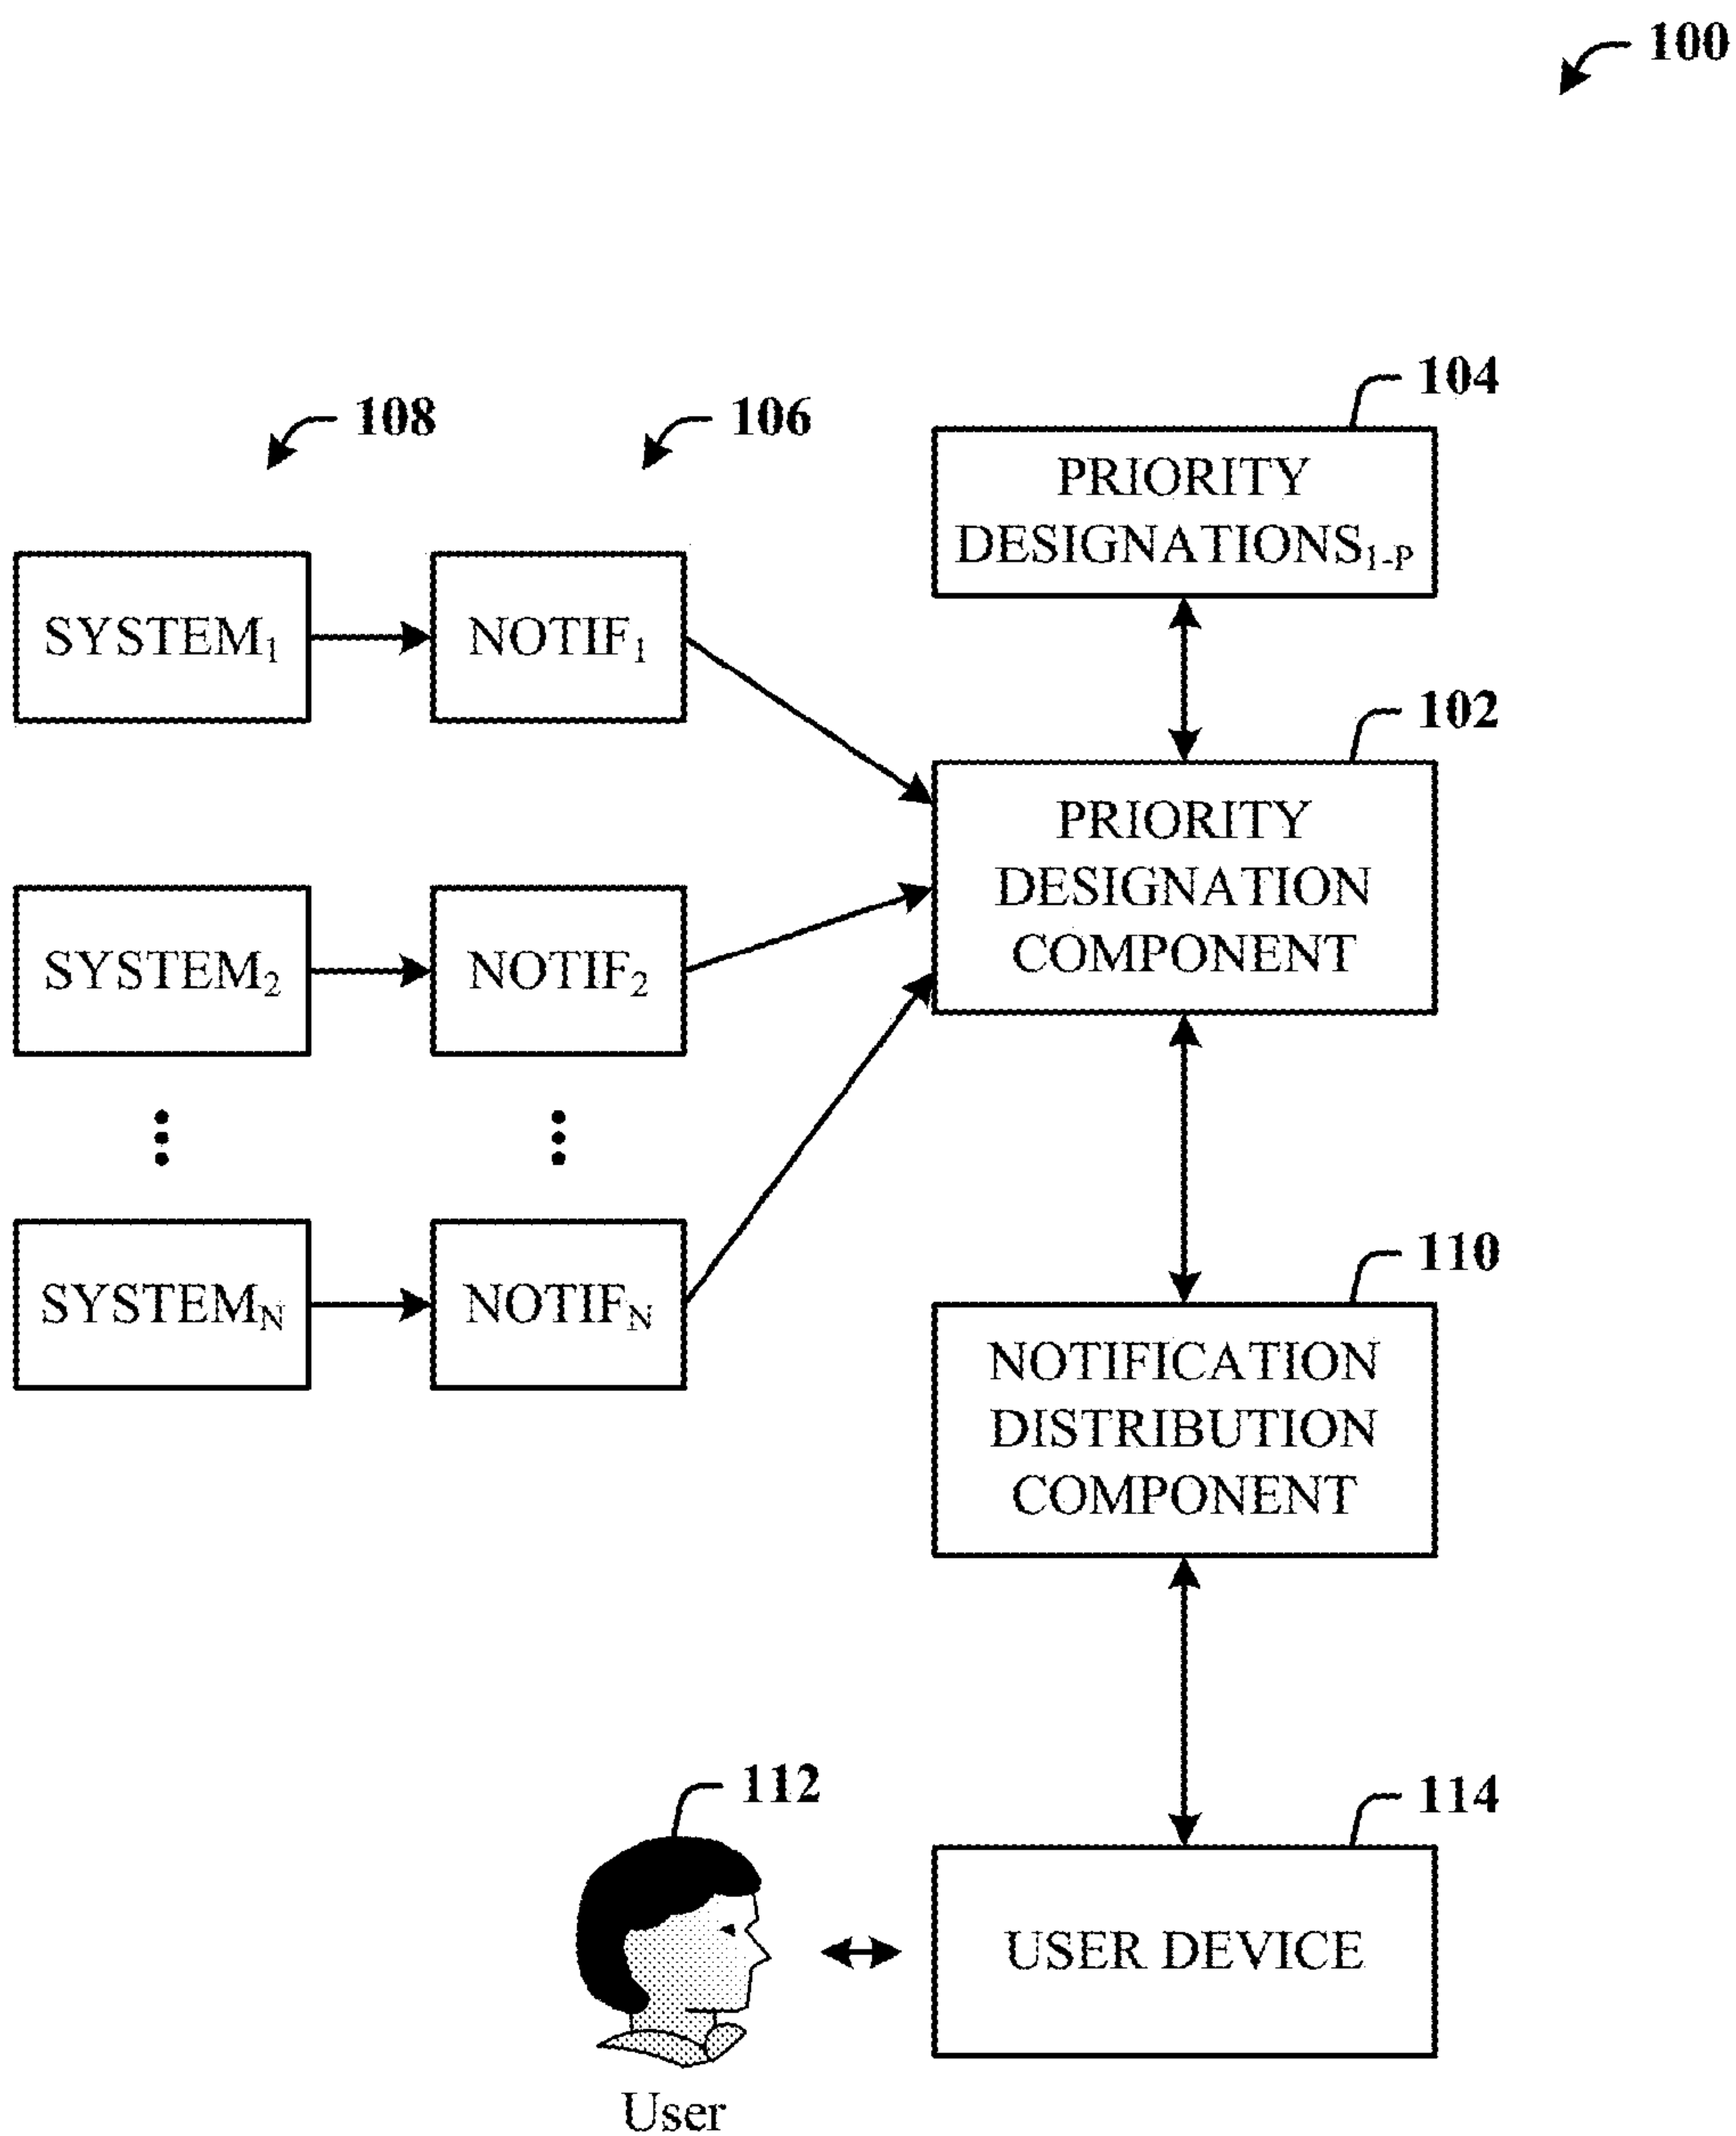 100
108
106
104
PRIORITY
DESIGNATIONS1-P
SYSTEM1
NOTIF1
102
PRIORITY
DESIGNATION
COMPONENT
SYSTEM2
NOTIF2
SYSTEMN
NOTIFN
110
NOTIFICATION
DISTRIBUTION
COMPONENT
112
114
USER DEVICE
User